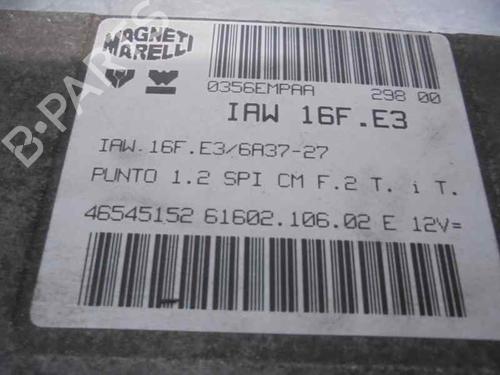 MAGNETI
MARELLI
0356EMPAA 298 00
IAW 16F.E3
IAW.16F.E3/6A37-27
PUNTO 1.2 SPI CM F.2 T. i T.
46545152 61602.106.02 E 12V=
B-PARTS